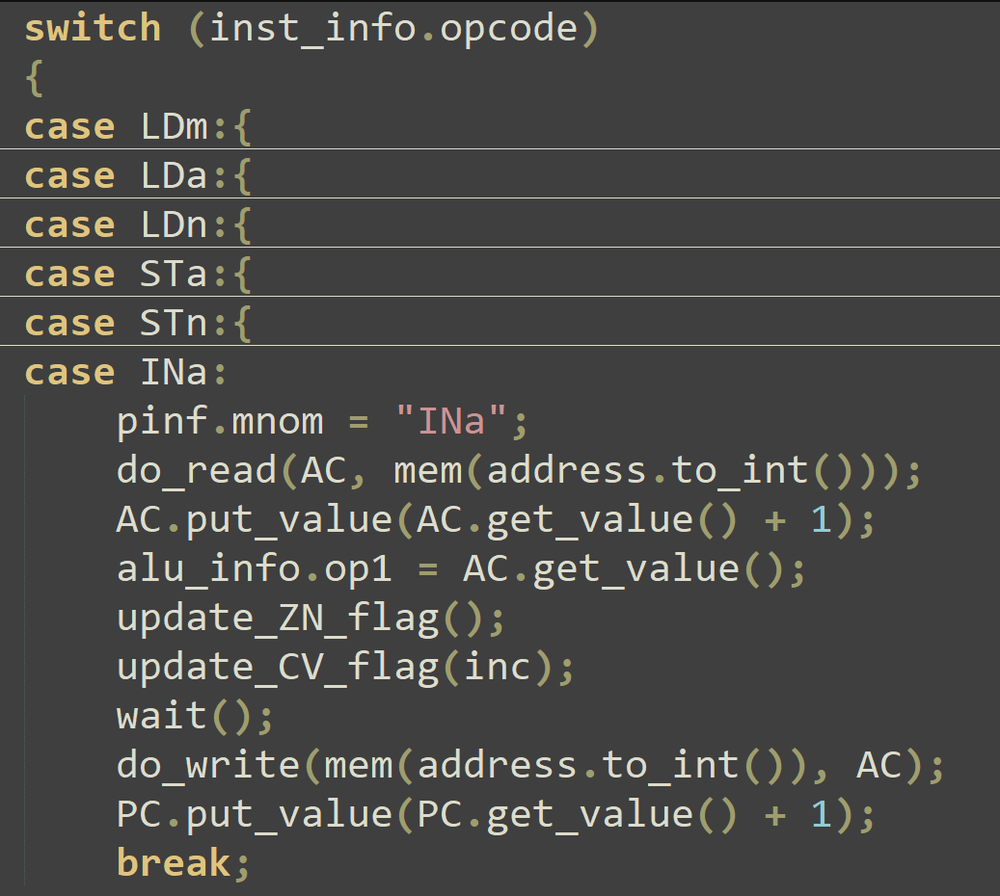 switch (inst_info.opcode)
{
case LDm:{
case LDa:{
case LDn:{
case STa:{
case STn:{
case INa:
    pinf.mnom = "INa";
    do_read(AC, mem(address.to_int()));
    AC.put_value(AC.get_value() + 1);
    alu_info.op1 = AC.get_value();
    update_ZN_flag();
    update_CV_flag(inc);
    wait();
    do_write(mem(address.to_int()), AC);
    PC.put_value(PC.get_value() + 1);
    break;